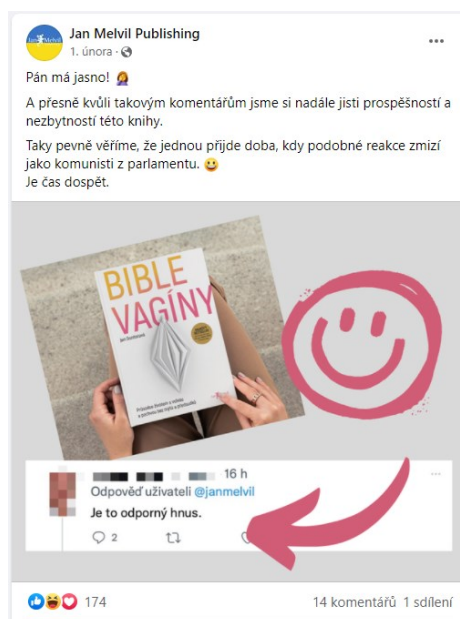 Jan Melvil Publishing
1. února
Pán má jasno! 🤦‍♀️
A přesně kvůli takovým komentářům jsme si nadále jisti prospěšností a
nezbytností této knihy.
Taky pevně věříme, že jednou přijde doba, kdy podobné reakce zmizí
jako komunisti z parlamentu. 😀
Je čas dospět.
BIBLE
VAGÍNY
16 h
Odpověď uživateli @janmelvil
Je to odporný hnus.
2
174
14 komentářů 1 sdílení